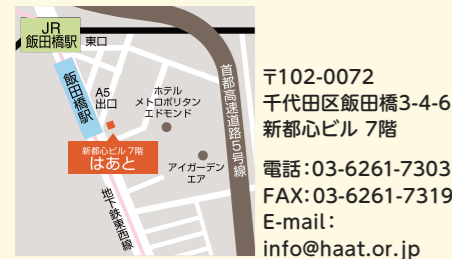 JR
飯田橋駅
東口
飯田橋駅
A5
出口
ホテル
メトロポリタン
エドモンド
首都高速道路5号線
新都心ビル 7階
はあと
アイガーデン
エア
地下鉄東西線
〒102-0072
千代田区飯田橋3-4-6
新都心ビル 7階
電話：03-6261-7303
FAX：03-6261-7319
E-mail：
info@haat.or.jp